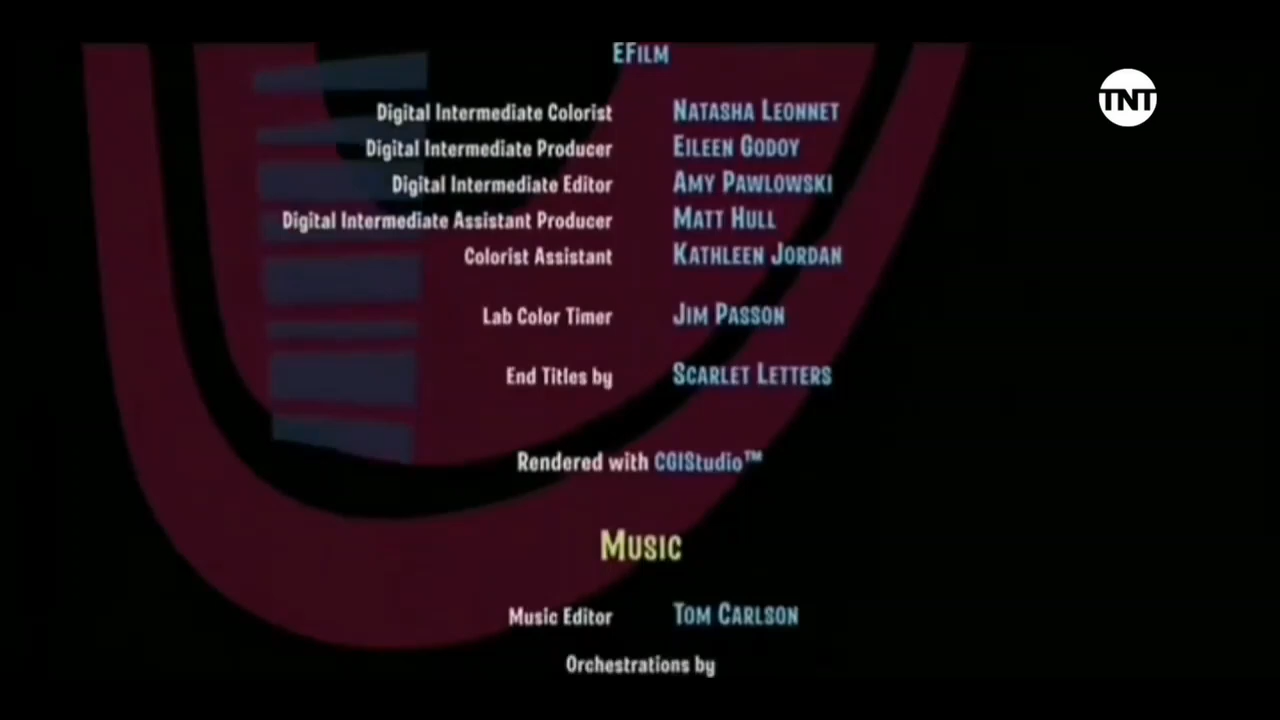 EFILM
TNT
Digital Intermediate Colorist NATASHA LEONNET
Digital Intermediate Producer EILEEN GODOY
Digital Intermediate Editor AMY PAWLOWSKI
Digital Intermediate Assistant Producer MATT HULL
Colorist Assistant KATHLEEN JORDAN
Lab Color Timer JIM PASSON
End Titles by SCARLET LETTERS
Rendered with CGIStudio™
MUSIC
Music Editor TOM CARLSON
Orchestrations by